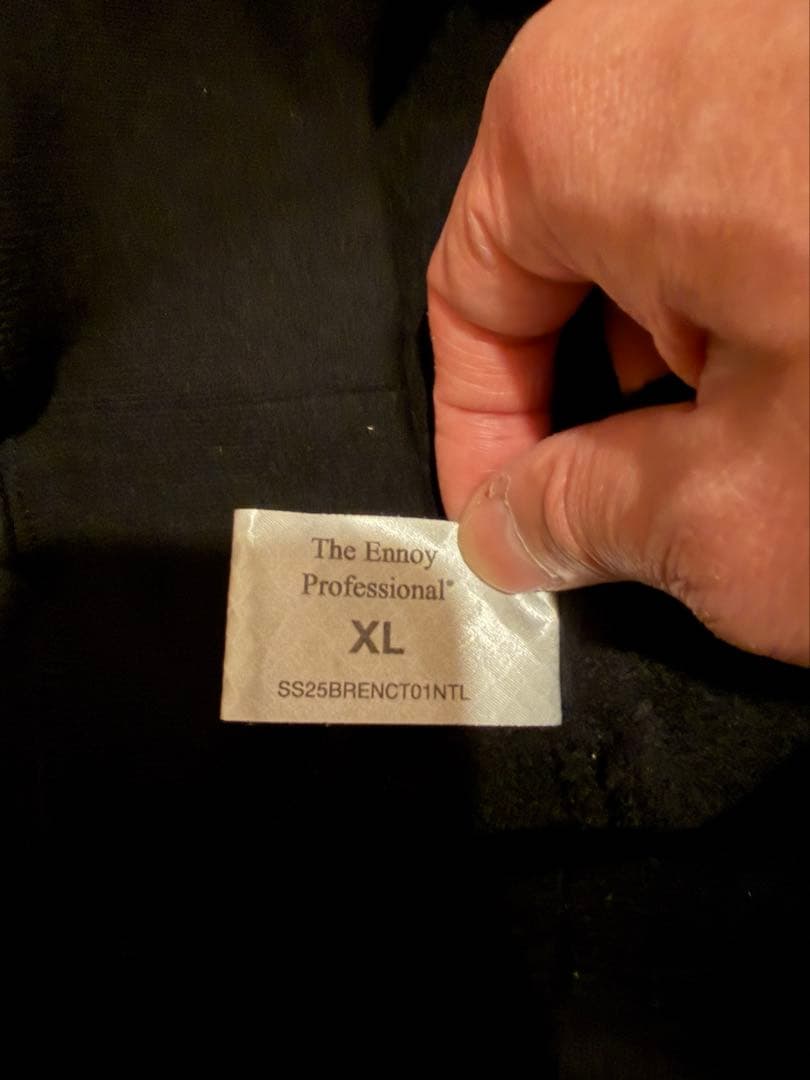 The Ennoy
Professional®
XL
SS25BRENCT01NTL